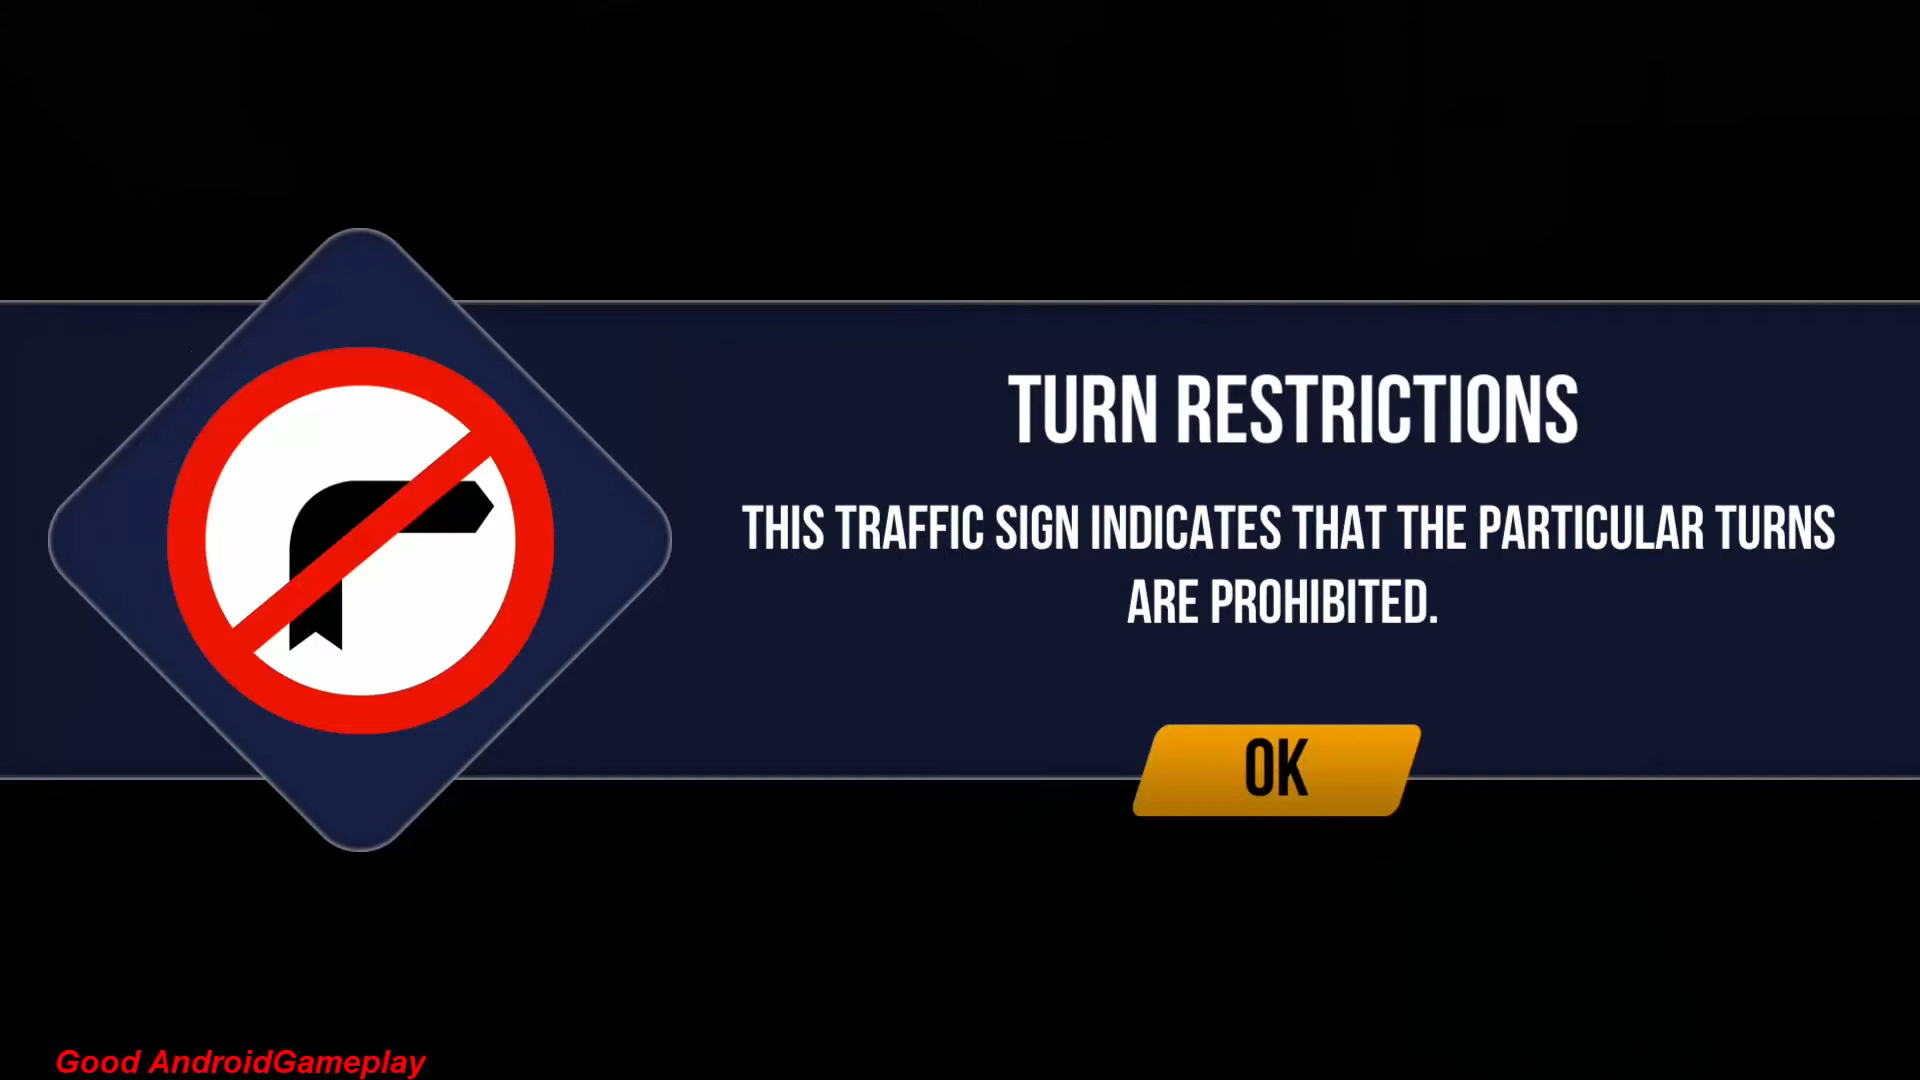 TURN RESTRICTIONS
THIS TRAFFIC SIGN INDICATES THAT THE PARTICULAR TURNS
ARE PROHIBITED.
OK
Good AndroidGameplay